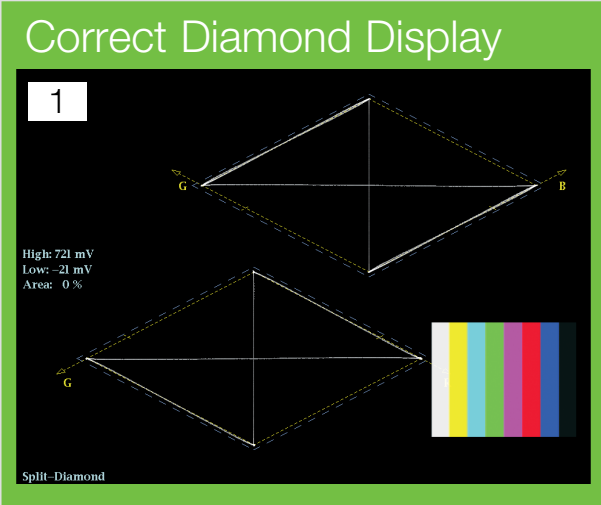 Correct Diamond Display
1
G
B
High: 721 mV
Low: −21 mV
Area: 0 %
G
Split−Diamond